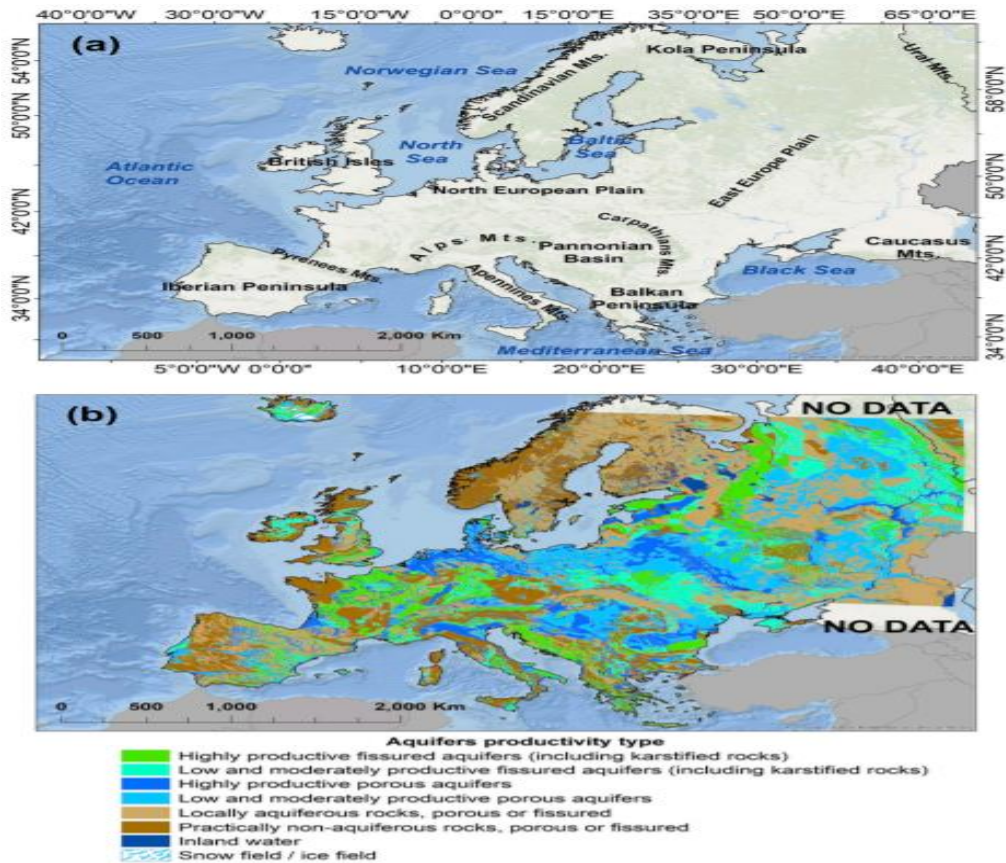 40°0'0"W 30°0'0"W 15°0'0"W 0°0'0" 15°0'0"E 35°0'0"E 50°0'0"E 65°0'0"E
(a)
54°0'0"N
50°0'0"N
42°0'0"N
34°0'0"N
58°0'0"N
50°0'0"N
42°0'0"N
34°0'0"N
Kola Peninsula
Ural Mts.
Norwegian Sea
Scandinavian Mts.
British Isles
North
Sea
Baltic
Sea
Atlantic
Ocean
North European Plain
East Europe Plain
Carpathians Mts.
Alps Mts.
Pannonian
Basin
Caucasus
Mts.
Pyrenees Mts.
Black Sea
Iberian Peninsula
Apennines Mts.
Balkan
Peninsula
0 500 1,000 2,000 Km
Mediterranean Sea
5°0'0"W 0°0'0" 10°0'0"E 20°0'0"E 30°0'0"E 40°0'0"E
(b)
NO DATA
NO DATA
0 500 1,000 2,000 Km
Aquifers productivity type
Highly productive fissured aquifers (including karstified rocks)
Low and moderately productive fissured aquifers (including karstified rocks)
Highly productive porous aquifers
Low and moderately productive porous aquifers
Locally aquiferous rocks, porous or fissured
Practically non-aquiferous rocks, porous or fissured
Inland water
Snow field / ice field